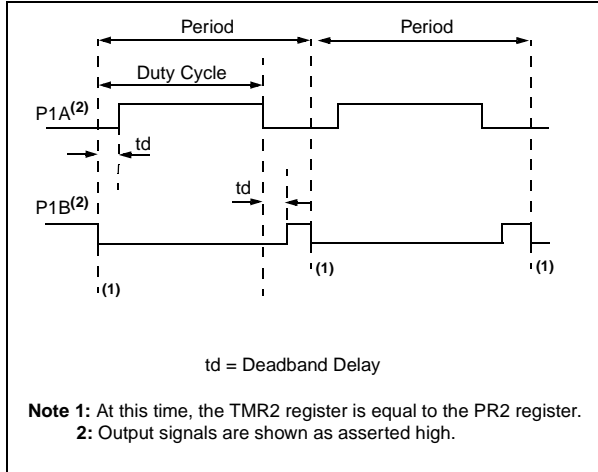 Period Period
Duty Cycle
P1A(2)
td
td
P1B(2)
(1) (1) (1)
td = Deadband Delay
Note 1: At this time, the TMR2 register is equal to the PR2 register.
2: Output signals are shown as asserted high.